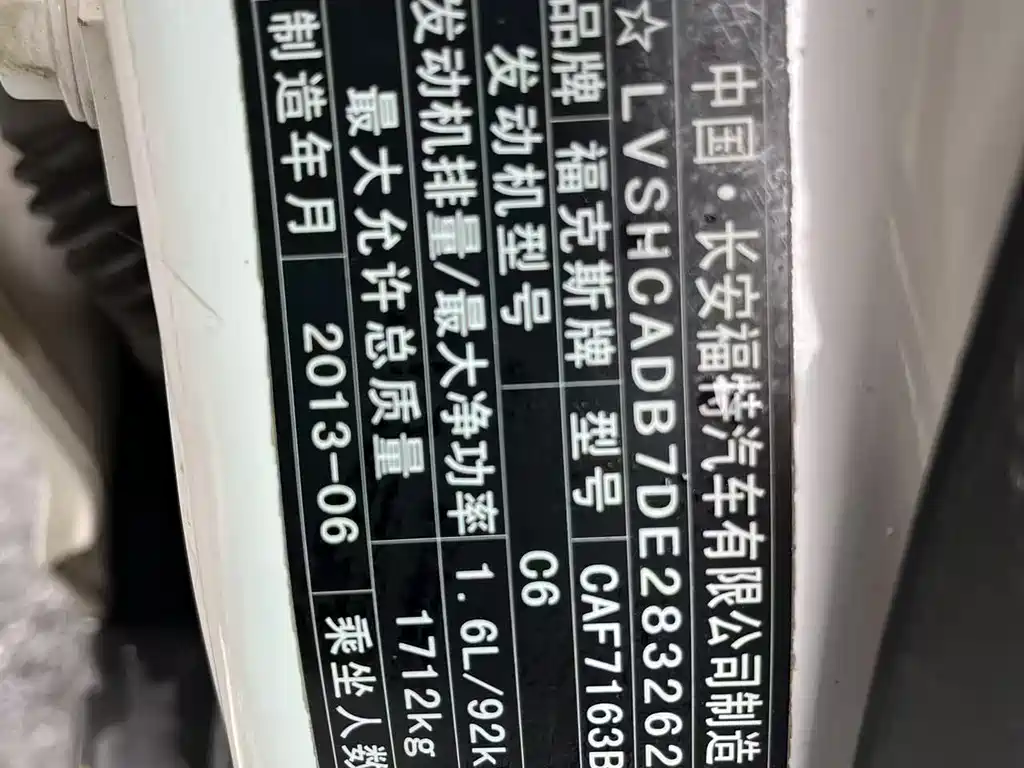 中国·长安福特汽车有限公司制造
☆LVSHCADB7DE283262
品牌 福克斯牌 型号 CAF7163B
发动机型号 C6
发动机排量/最大净功率 1.6L/92k
最大允许总质量 1712kg
制造年月 2013-06 乘坐人数